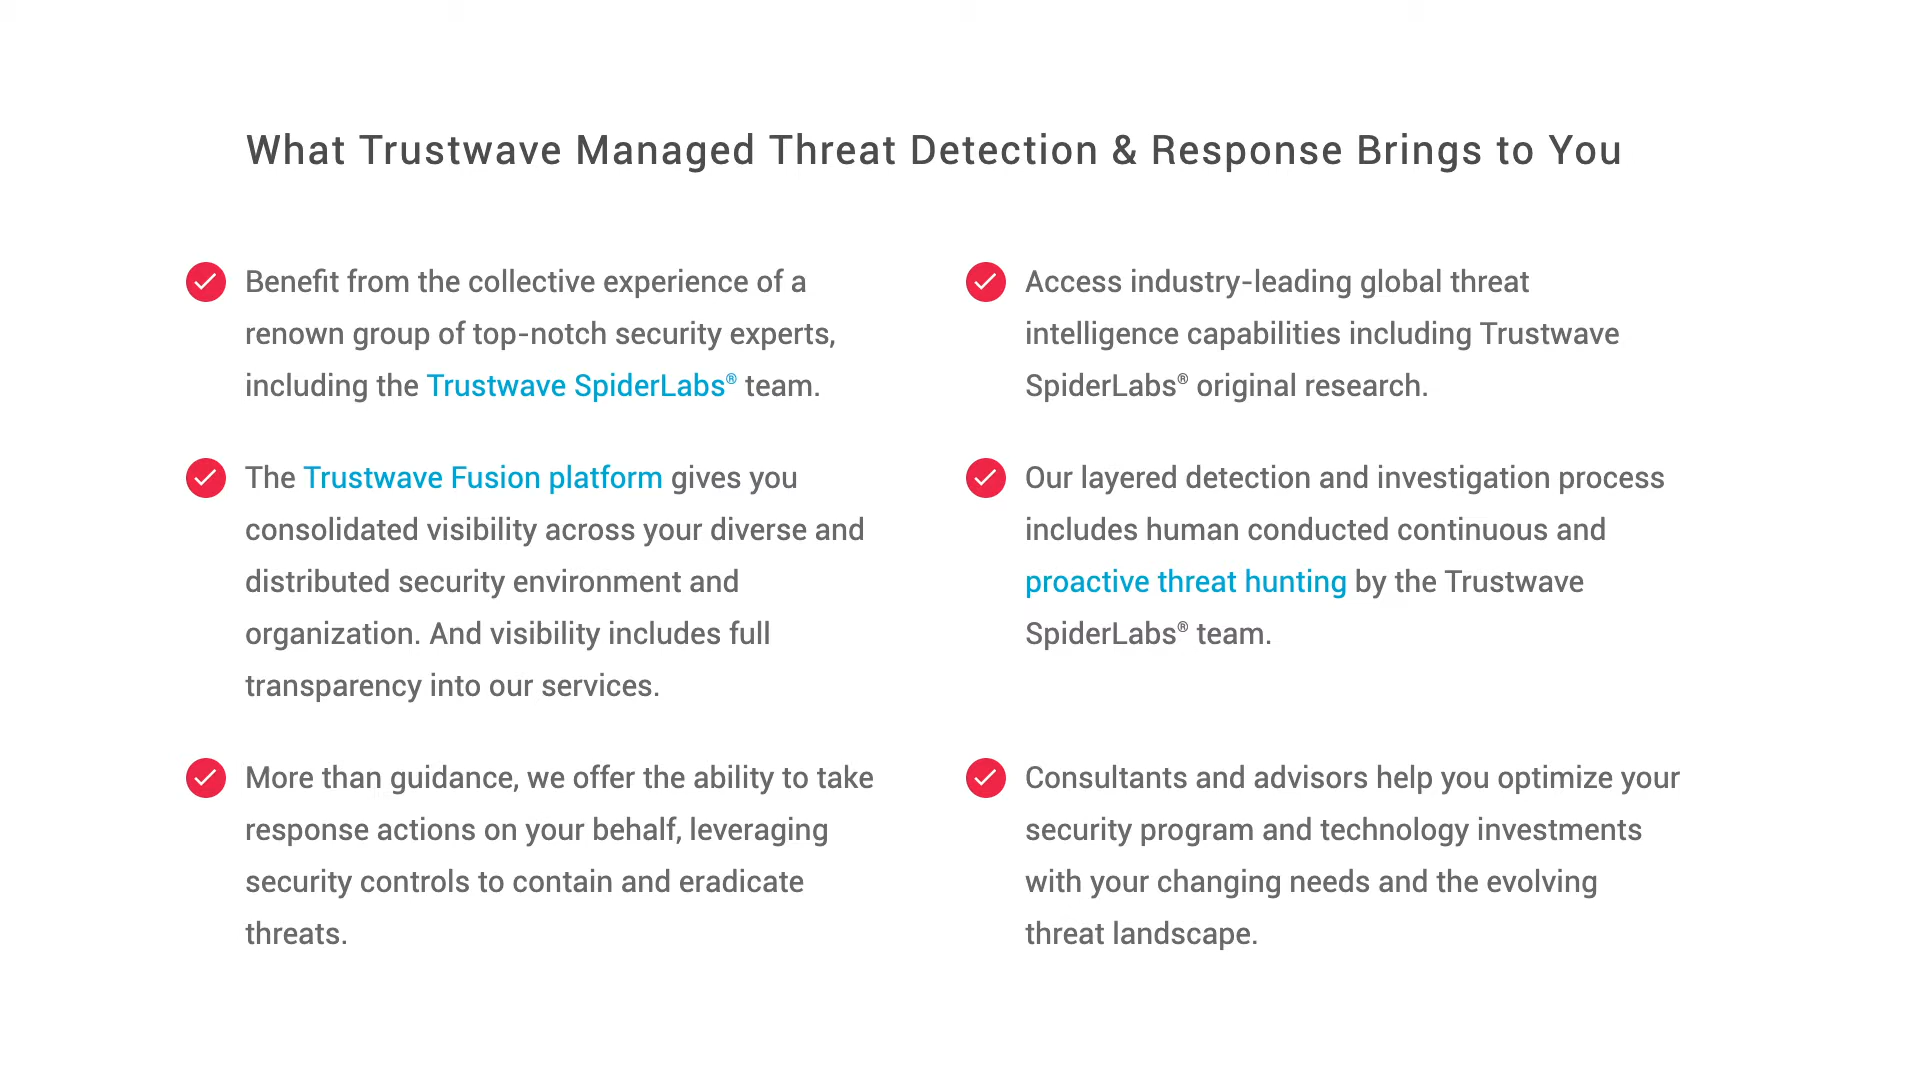 What Trustwave Managed Threat Detection & Response Brings to You
Benefit from the collective experience of a
renown group of top-notch security experts,
including the Trustwave SpiderLabs® team.
Access industry-leading global threat
intelligence capabilities including Trustwave
SpiderLabs® original research.
The Trustwave Fusion platform gives you
consolidated visibility across your diverse and
distributed security environment and
organization. And visibility includes full
transparency into our services.
Our layered detection and investigation process
includes human conducted continuous and
proactive threat hunting by the Trustwave
SpiderLabs® team.
More than guidance, we offer the ability to take
response actions on your behalf, leveraging
security controls to contain and eradicate
threats.
Consultants and advisors help you optimize your
security program and technology investments
with your changing needs and the evolving
threat landscape.